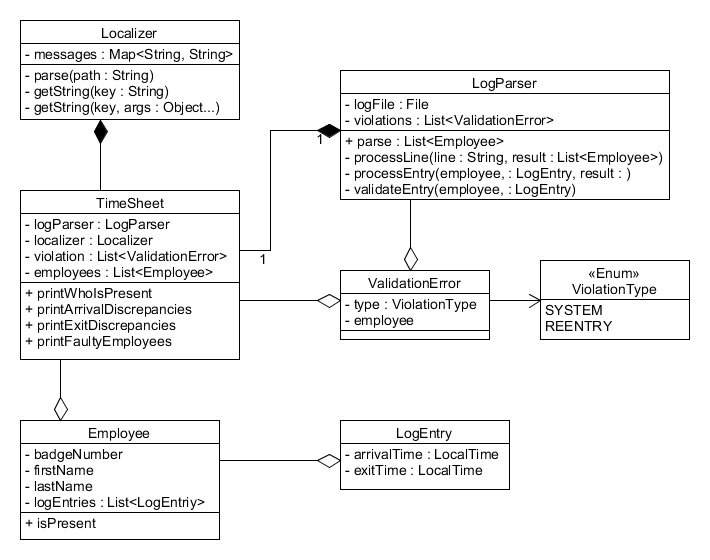 Localizer
- messages : Map<String, String>
- parse(path : String)
- getString(key : String)
- getString(key, args : Object...)
LogParser
- logFile : File
- violations : List<ValidationError>
+ parse : List<Employee>
- processLine(line : String, result : List<Employee>)
- processEntry(employee, : LogEntry, result : )
- validateEntry(employee, : LogEntry)
1
1
TimeSheet
- logParser : LogParser
- localizer : Localizer
- violation : List<ValidationError>
- employees : List<Employee>
+ printWhoIsPresent
+ printArrivalDiscrepancies
+ printExitDiscrepancies
+ printFaultyEmployees
ValidationError
- type : ViolationType
- employee
«Enum»
ViolationType
SYSTEM
REENTRY
Employee
- badgeNumber
- firstName
- lastName
- logEntries : List<LogEntriy>
+ isPresent
LogEntry
- arrivalTime : LocalTime
- exitTime : LocalTime